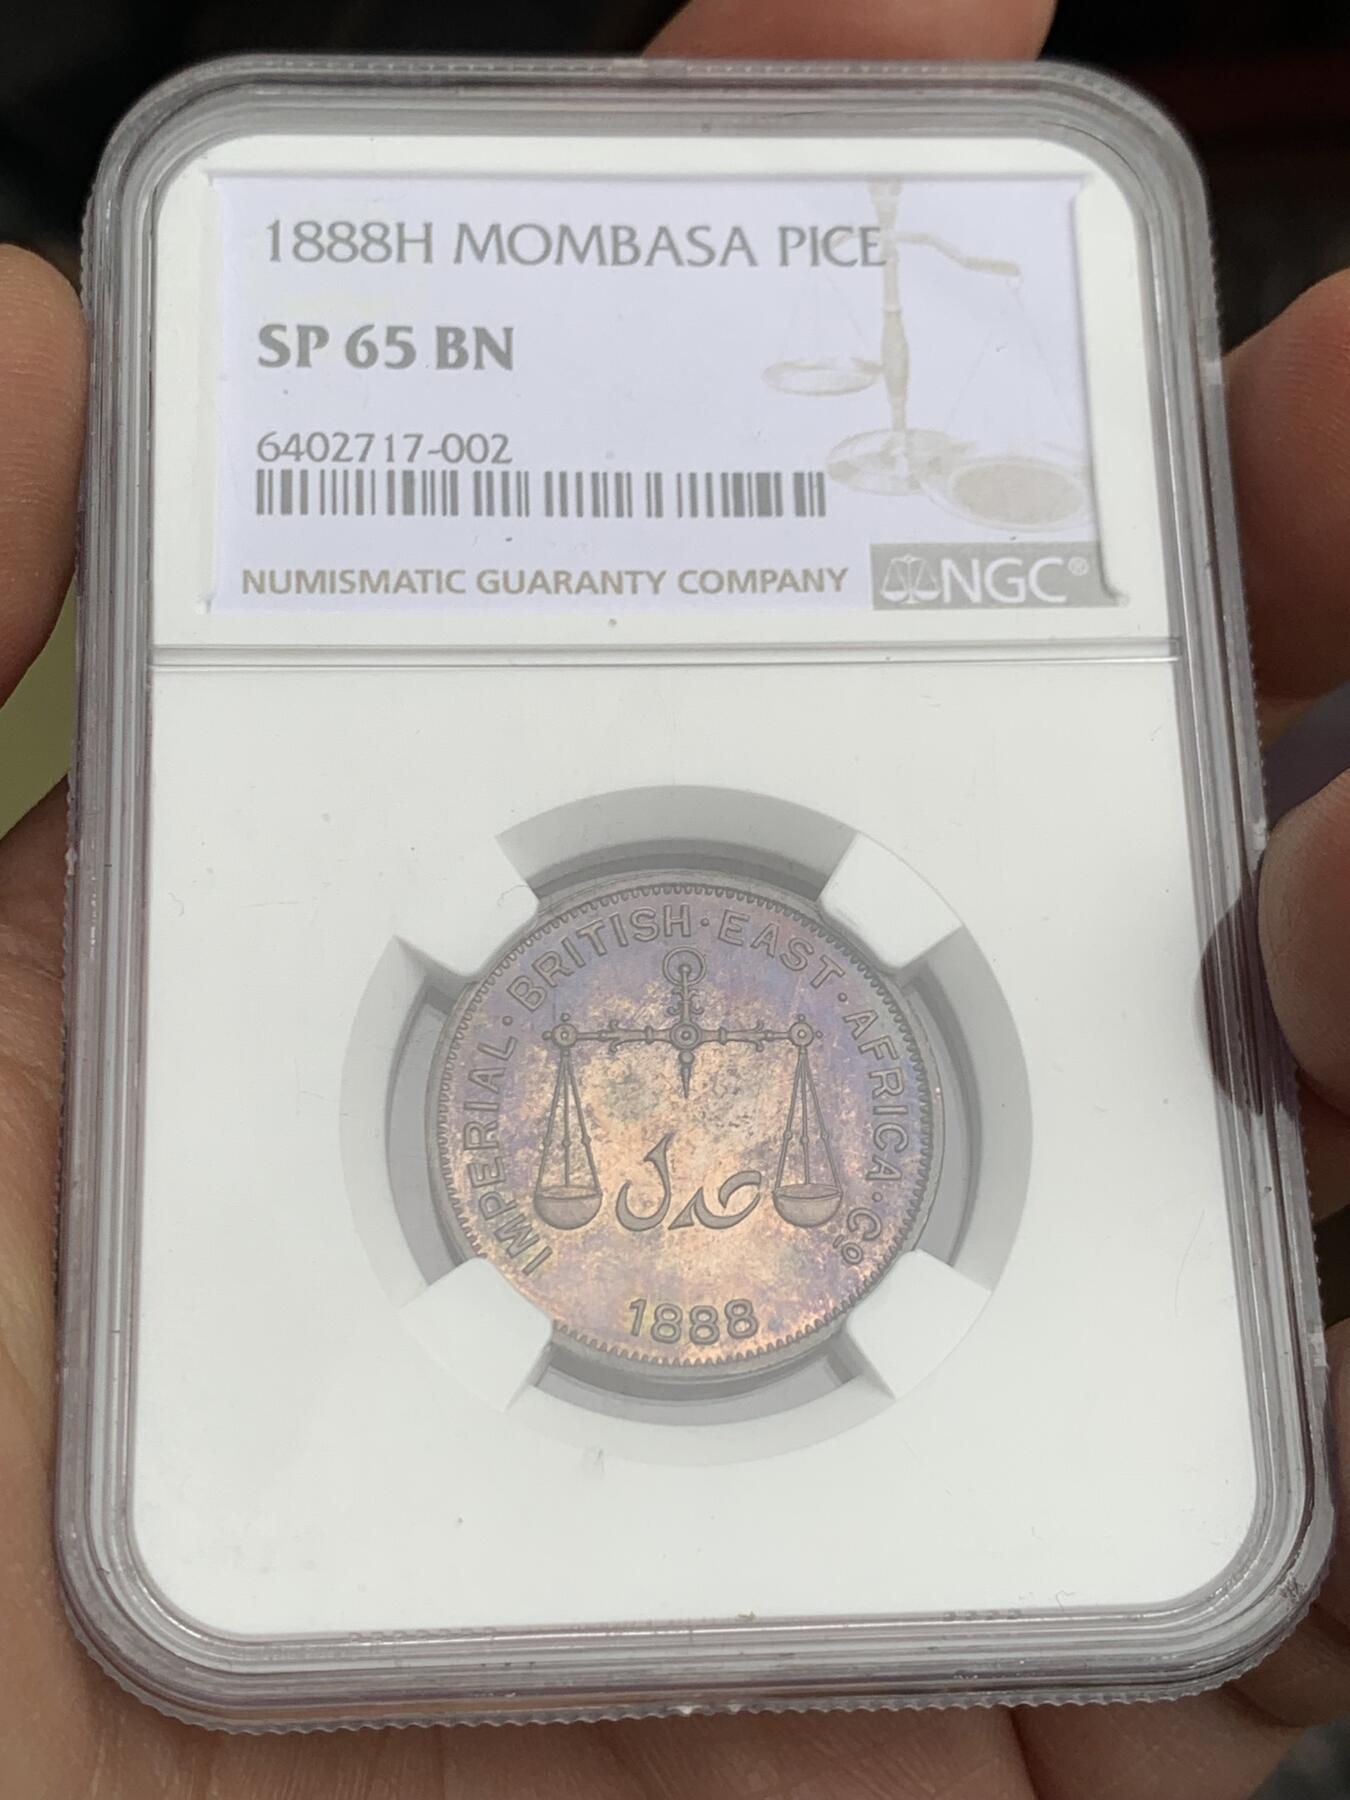 1888H MOMBASA PICE
SP 65 BN
6402717-002
NUMISMATIC GUARANTY COMPANY
NGC®
IMPERIAL·BRITISH·EAST·AFRICA·Co
عدل
1888